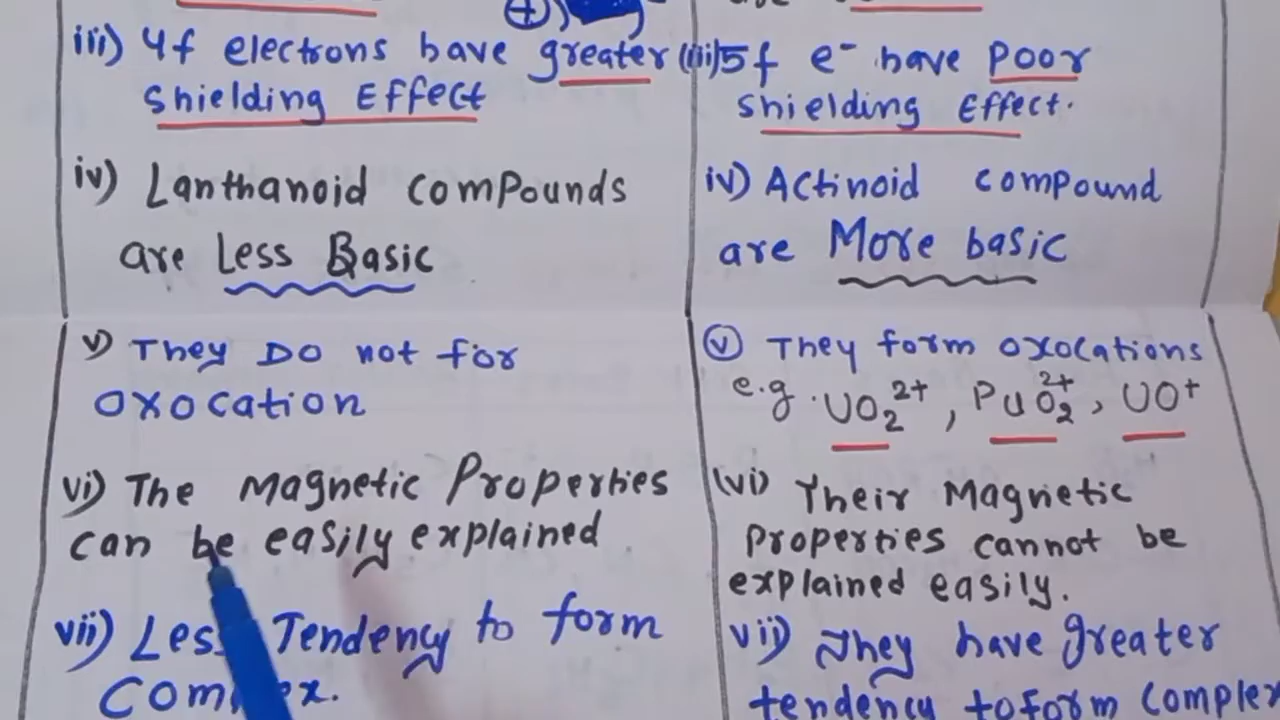 iii) 4f electrons have greater
shielding Effect
iv) Lanthanoid compounds
are Less Basic
v) They Do not for
oxocation
vi) The Magnetic Properties
can be easily explained
vii) Less Tendency to form
Complex.
(iii) 5f e⁻ have Poor
shielding Effect.
iv) Actinoid compound
are More basic
v) They form oxocations
e.g. UO₂²⁺, PuO₂²⁺, UO⁺
(vi) Their Magnetic
Properties cannot be
explained easily.
vii) They have greater
tendency to form complex